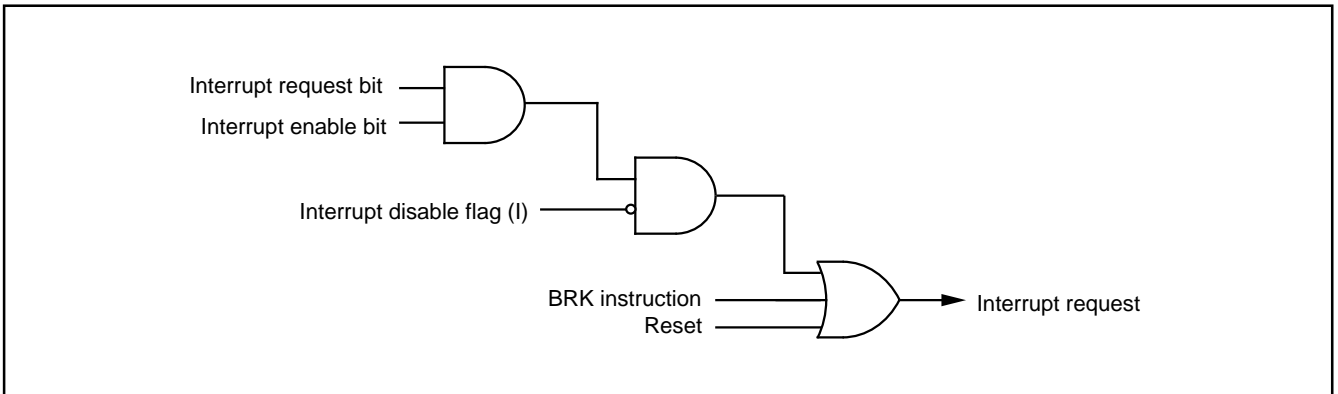 Interrupt request bit
Interrupt enable bit
Interrupt disable flag (I)
BRK instruction
Reset
Interrupt request